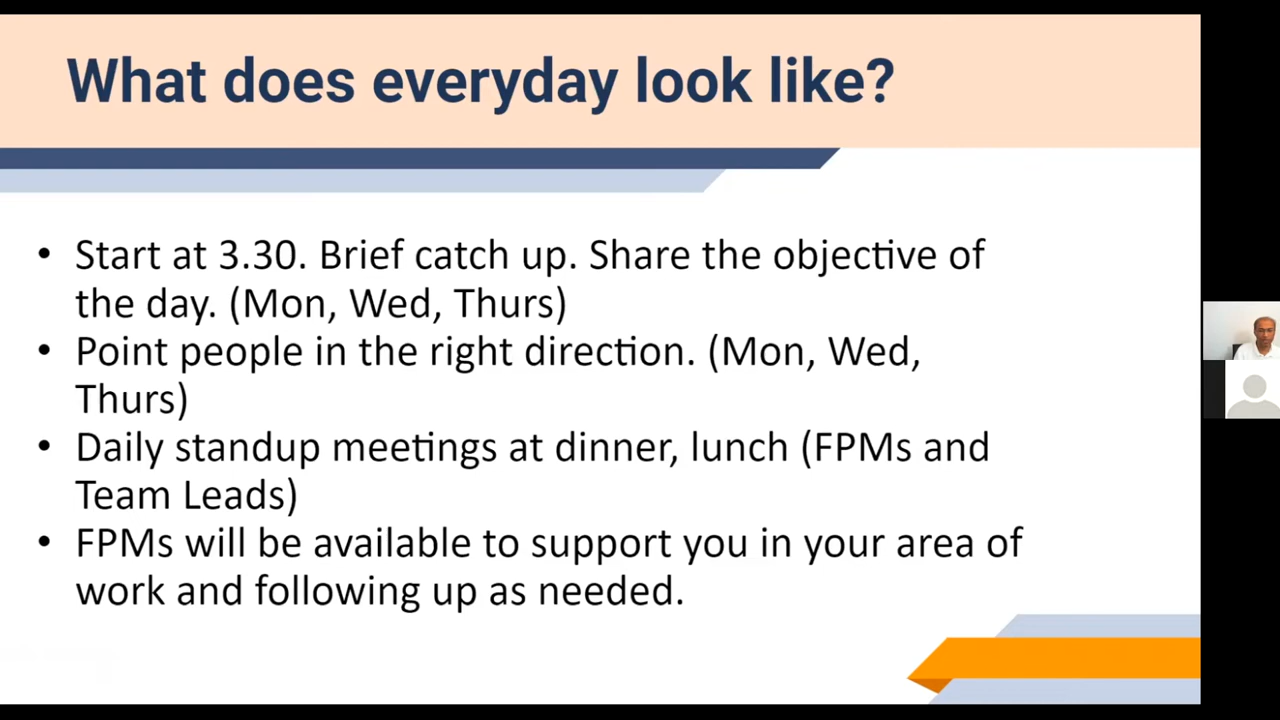 What does everyday look like?
• Start at 3.30. Brief catch up. Share the objective of
the day. (Mon, Wed, Thurs)
• Point people in the right direction. (Mon, Wed,
Thurs)
• Daily standup meetings at dinner, lunch (FPMs and
Team Leads)
• FPMs will be available to support you in your area of
work and following up as needed.